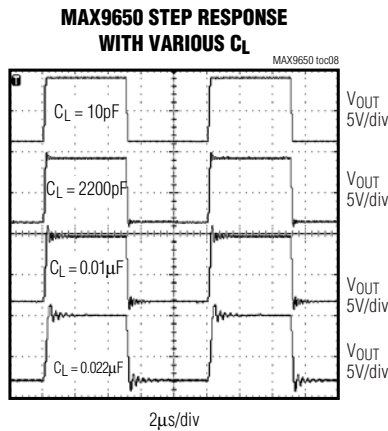 MAX9650 STEP RESPONSE
WITH VARIOUS CL
MAX9650 toc08
T
CL = 10pF
VOUT
5V/div
CL = 2200pF
VOUT
5V/div
CL = 0.01µF
VOUT
5V/div
CL = 0.022µF
VOUT
5V/div
2µs/div